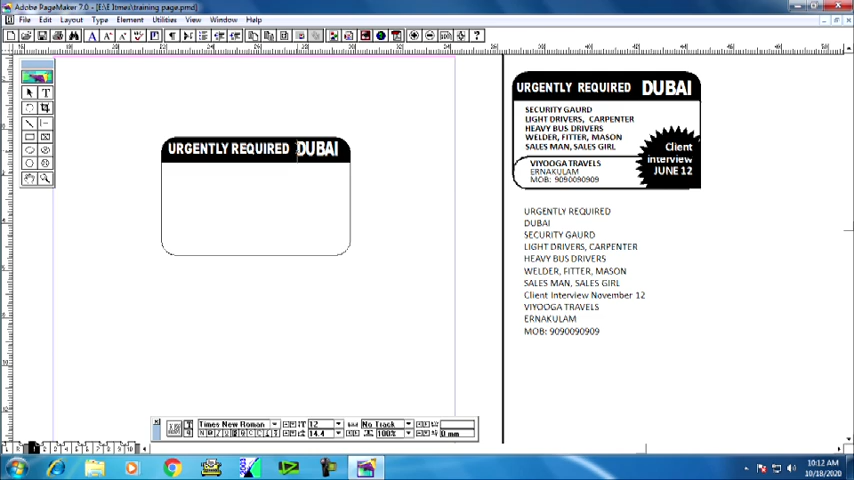 Adobe PageMaker 7.0 - [E:\E Itmes\training page.pmd]
File Edit Layout Type Element Utilities View Window Help
URGENTLY REQUIRED DUBAI
URGENTLY REQUIRED DUBAI
SECURITY GAURD
LIGHT DRIVERS, CARPENTER
HEAVY BUS DRIVERS
WELDER, FITTER, MASON
SALES MAN, SALES GIRL
Client
interview
JUNE 12
VIYOOGA TRAVELS
ERNAKULAM
MOB: 9090090909
URGENTLY REQUIRED
DUBAI
SECURITY GAURD
LIGHT DRIVERS, CARPENTER
HEAVY BUS DRIVERS
WELDER, FITTER, MASON
SALES MAN, SALES GIRL
Client Interview November 12
VIYOOGA TRAVELS
ERNAKULAM
MOB: 9090090909
Times New Roman 12 No Track
14.4 100% 0 mm
10:12 AM
10/18/2020